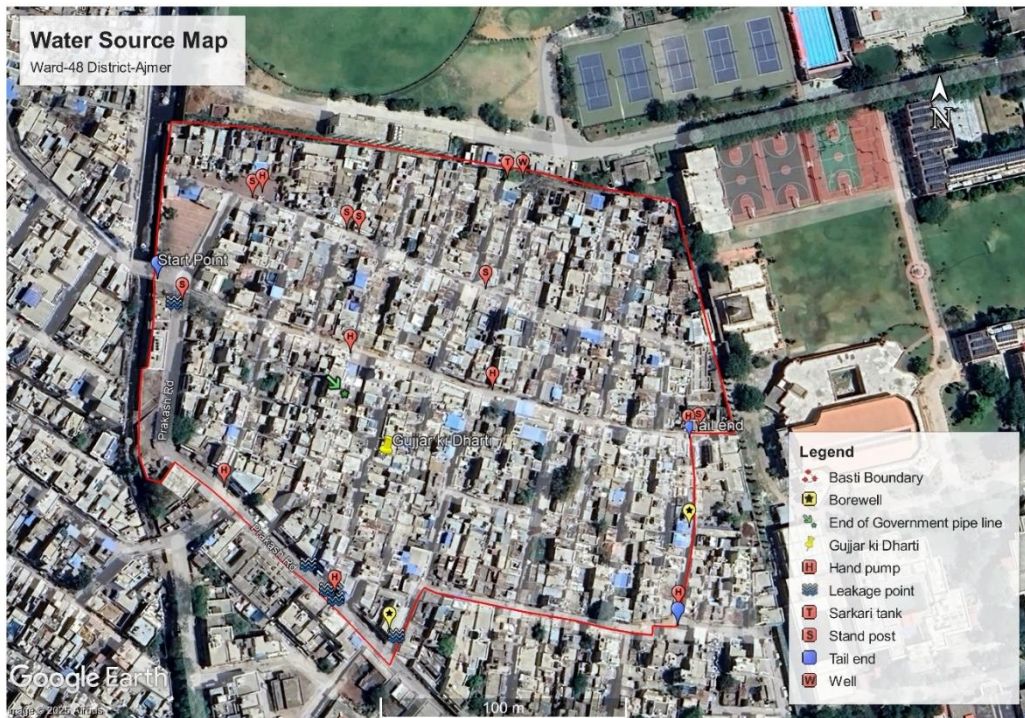 Water Source Map
Ward-48 District-Ajmer
N
T W
S H
S S
Start Point
S
S
H
Prakash Rd
H
H S
Tail end
Gujjar ki Dharti
H
Prakash Rd
H
H
Legend
Basti Boundary
Borewell
End of Government pipe line
Gujjar ki Dharti
H Hand pump
Leakage point
T Sarkari tank
S Stand post
Tail end
W Well
Google Earth
100 m